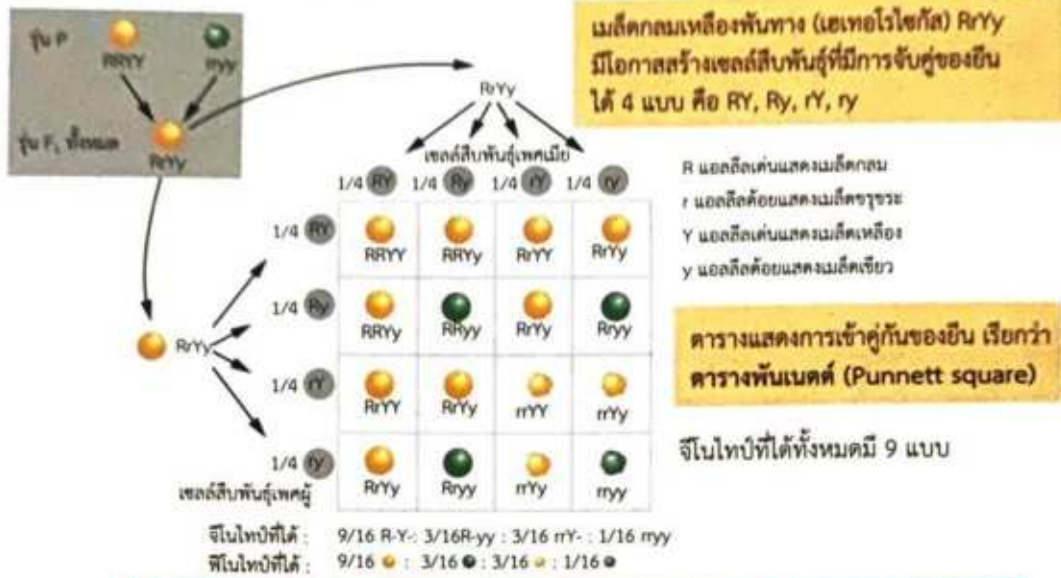 รุ่น P
RRYY
rryy
รุ่น F₁ ทั้งหมด
RrYy
เมล็ดกลมเหลืองพันทาง (เฮเทอโรไซกัส) RrYy
มีโอกาสสร้างเซลล์สืบพันธุ์ที่มีการจับคู่ของยีน
ได้ 4 แบบ คือ RY, Ry, rY, ry
RrYy
เซลล์สืบพันธุ์เพศเมีย
1/4 RY 1/4 Ry 1/4 rY 1/4 ry
R แอลลีลเด่นแสดงเมล็ดกลม
r แอลลีลด้อยแสดงเมล็ดขรุขระ
Y แอลลีลเด่นแสดงเมล็ดเหลือง
y แอลลีลด้อยแสดงเมล็ดเขียว
1/4 RY
RRYY RRYy RrYY RrYy
1/4 Ry
RRYy RRyy RrYy Rryy
RrYy
1/4 rY
RrYY RrYy rrYY rrYy
1/4 ry
RrYy Rryy rrYy rryy
เซลล์สืบพันธุ์เพศผู้
ตารางแสดงการเข้าคู่กันของยีน เรียกว่า
ตารางพันเนตต์ (Punnett square)
จีโนไทป์ที่ได้ทั้งหมดมี 9 แบบ
จีโนไทป์ที่ได้ : 9/16 R-Y-: 3/16R-yy : 3/16 rrY- : 1/16 rryy
ฟีโนไทป์ที่ได้ : 9/16 : 3/16 : 3/16 : 1/16